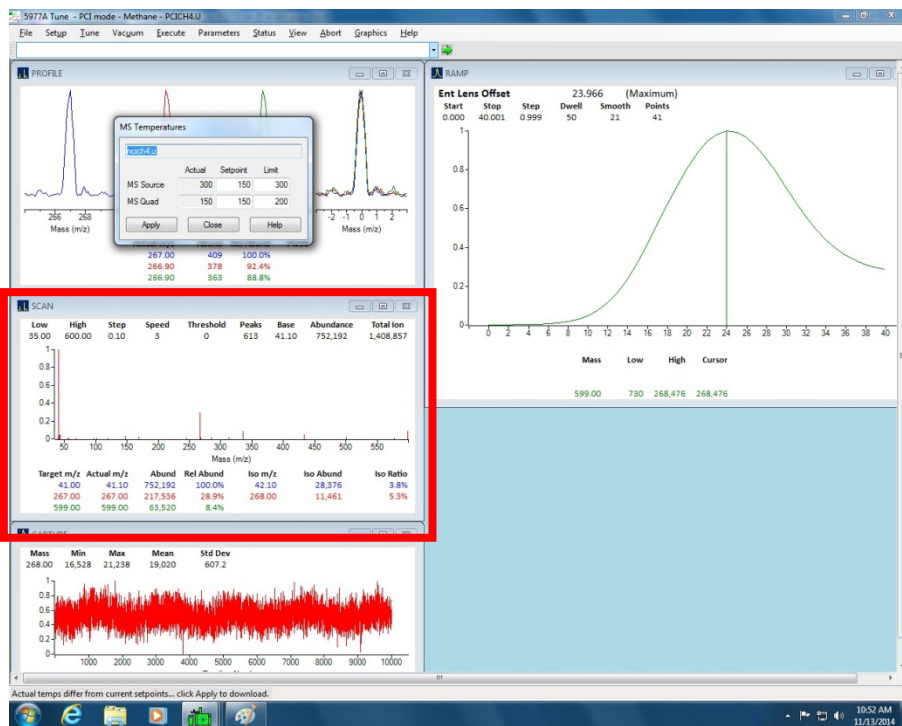 5977A Tune - PCI mode - Methane - PCICH4.U
File Setup Tune Vacuum Execute Parameters Status View Abort Graphics Help
PROFILE
266 268
Mass (m/z)
-2 -1 0 1 2
Mass (m/z)
267.00 409 100.0%
266.90 378 92.4%
266.90 363 88.8%
MS Temperatures
ncich4.u
Actual Setpoint Limit
MS Source 300 150 300
MS Quad 150 150 200
Apply Close Help
RAMP
Ent Lens Offset 23.966 (Maximum)
Start Stop Step Dwell Smooth Points
0.000 40.001 0.999 50 21 41
1
0.8
0.6
0.4
0.2
0
0 2 4 6 8 10 12 14 16 18 20 22 24 26 28 30 32 34 36 38 40
Mass Low High Cursor
599.00 730 268,476 268,476
SCAN
Low High Step Speed Threshold Peaks Base Abundance Total Ion
35.00 600.00 0.10 3 0 613 41.10 752,192 1,408,857
1
0.8
0.6
0.4
0.2
0
50 100 150 200 250 300 350 400 450 500 550
Mass (m/z)
Target m/z Actual m/z Abund Rel Abund Iso m/z Iso Abund Iso Ratio
41.00 41.10 752,192 100.0% 42.10 28,376 3.8%
267.00 267.00 217,536 28.9% 268.00 11,461 5.3%
599.00 599.00 63,520 8.4%
Mass Min Max Mean Std Dev
268.00 16,528 21,238 19,020 607.2
1
0.8
0.6
0.4
0.2
0
1000 2000 3000 4000 5000 6000 7000 8000 9000 10000
Actual temps differ from current setpoints... click Apply to download.
10:52 AM
11/13/2014